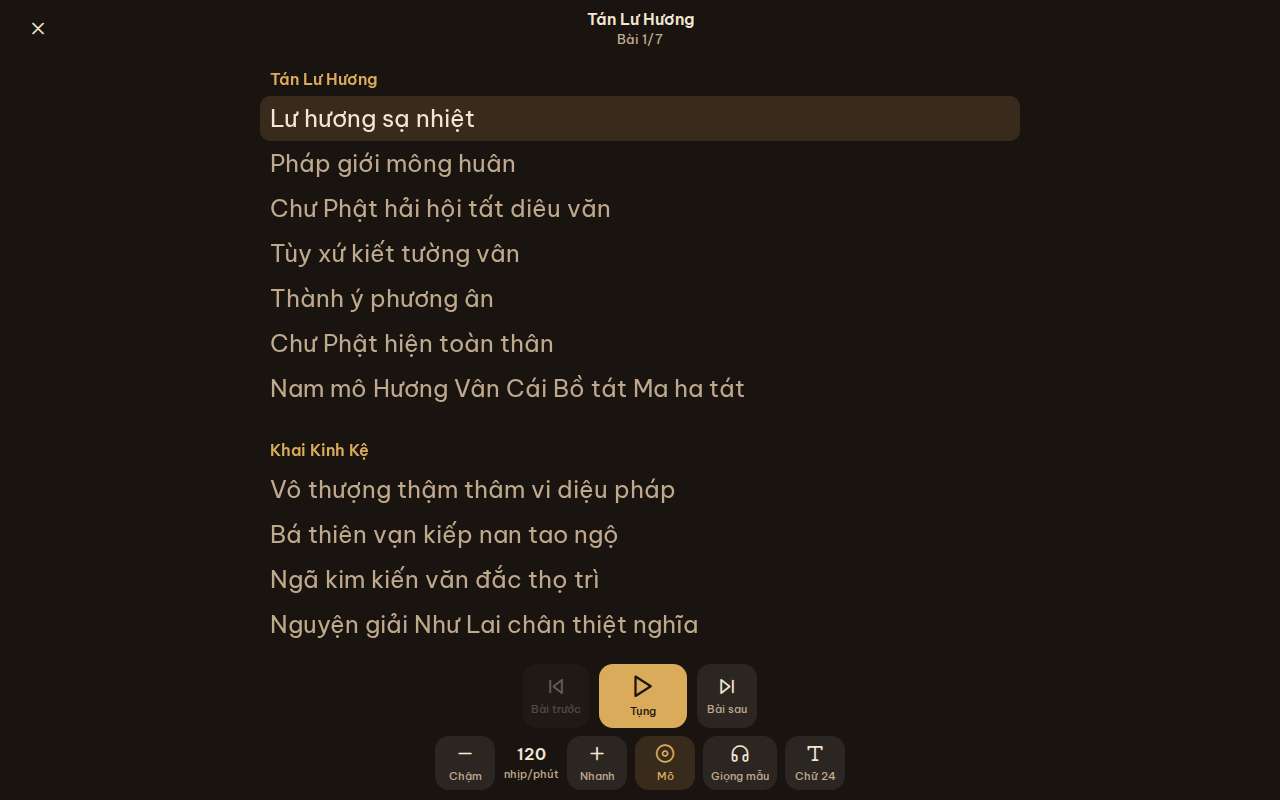 Tán Lư Hương
Bài 1/7
Tán Lư Hương
Lư hương sạ nhiệt
Pháp giới mông huân
Chư Phật hải hội tất diêu văn
Tùy xứ kiết tường vân
Thành ý phương ân
Chư Phật hiện toàn thân
Nam mô Hương Vân Cái Bồ tát Ma ha tát
Khai Kinh Kệ
Vô thượng thậm thâm vi diệu pháp
Bá thiên vạn kiếp nan tao ngộ
Ngã kim kiến văn đắc thọ trì
Nguyện giải Như Lai chân thiệt nghĩa
Bài trước
Tụng
Bài sau
Chậm
120
nhịp/phút
Nhanh
Mõ
Giọng mẫu
Chữ 24